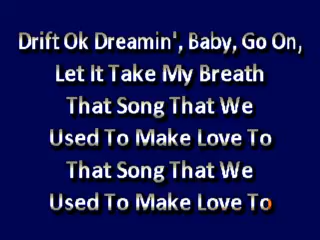 Drift Ok Dreamin', Baby, Go On,
Let It Take My Breath
That Song That We
Used To Make Love To
That Song That We
Used To Make Love To